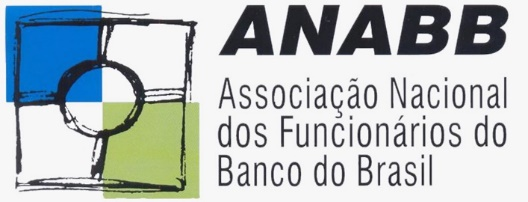 ANABB
Associação Nacional
dos Funcionários do
Banco do Brasil